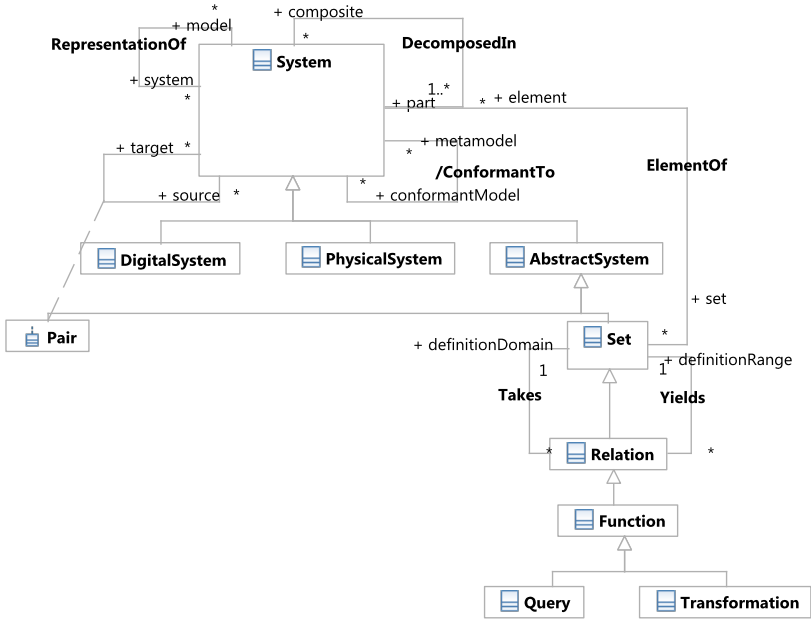 *
+ composite
+ model
*
RepresentationOf
DecomposedIn
System
+ system
1..*
*
+ part
*
+ element
+ target
*
+ metamodel
*
ElementOf
/ConformantTo
*
+ source
*
+ conformantModel
DigitalSystem
PhysicalSystem
AbstractSystem
+ set
Pair
*
+ definitionDomain
Set
+ definitionRange
1
1
Takes
Yields
*
Relation
*
Function
Query
Transformation